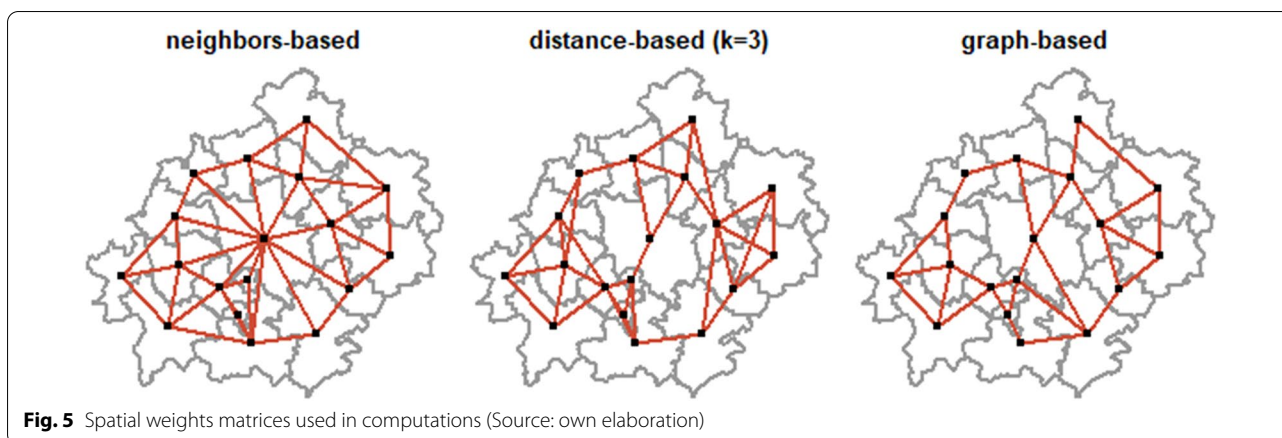 neighbors-based
distance-based (k=3)
graph-based
Fig. 5 Spatial weights matrices used in computations (Source: own elaboration)